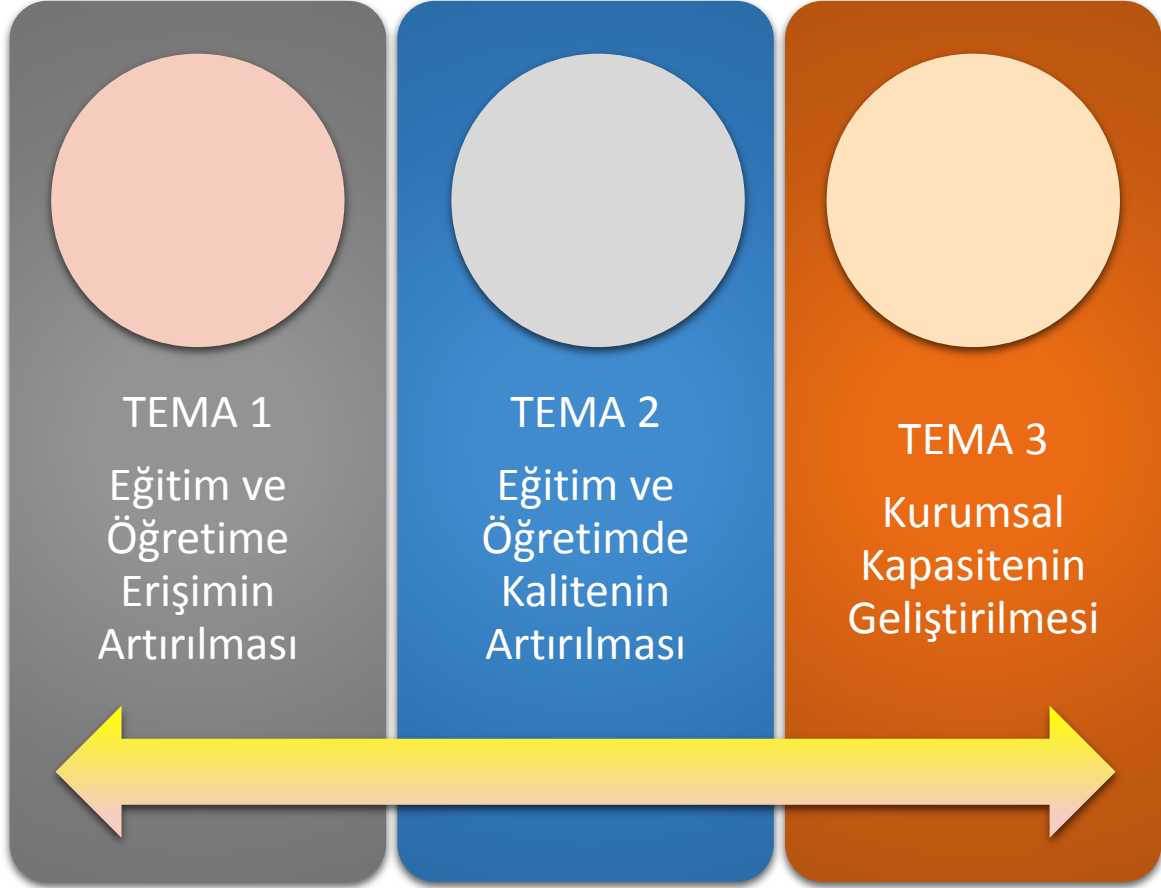 TEMA 1
Eğitim ve
Öğretime
Erişimin
Artırılması
TEMA 2
Eğitim ve
Öğretimde
Kalitenin
Artırılması
TEMA 3
Kurumsal
Kapasitenin
Geliştirilmesi